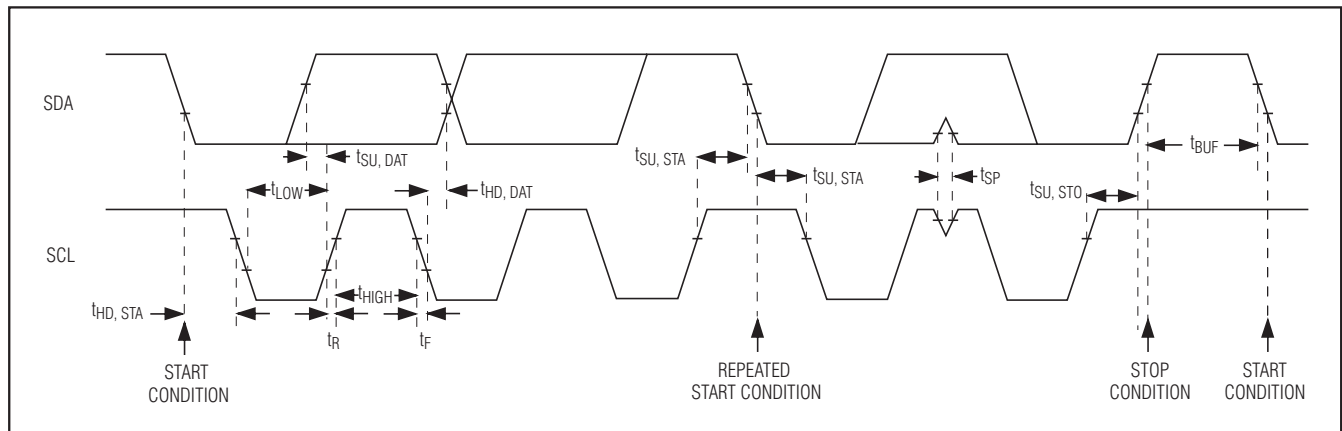 SDA
tSU, DAT
tLOW
tHD, DAT
tSU, STA
tSU, STA
tSP
tSU, STO
tBUF
SCL
tHD, STA
tHIGH
tR
tF
START
CONDITION
REPEATED
START CONDITION
STOP
CONDITION
START
CONDITION